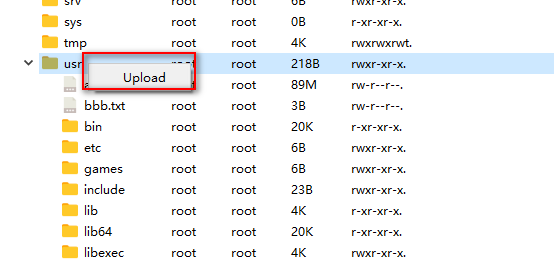 srv root root 6B rwxr-xr-x.
sys root root 0B r-xr-xr-x.
tmp root root 4K rwxrwxrwt.
usr root 218B rwxr-xr-x.
Upload
root 89M rw-r--r--.
bbb.txt root root 3B rw-r--r--.
bin root root 20K r-xr-xr-x.
etc root root 6B rwxr-xr-x.
games root root 6B rwxr-xr-x.
include root root 23B rwxr-xr-x.
lib root root 4K r-xr-xr-x.
lib64 root root 20K r-xr-xr-x.
libexec root root 4K rwxr-xr-x.